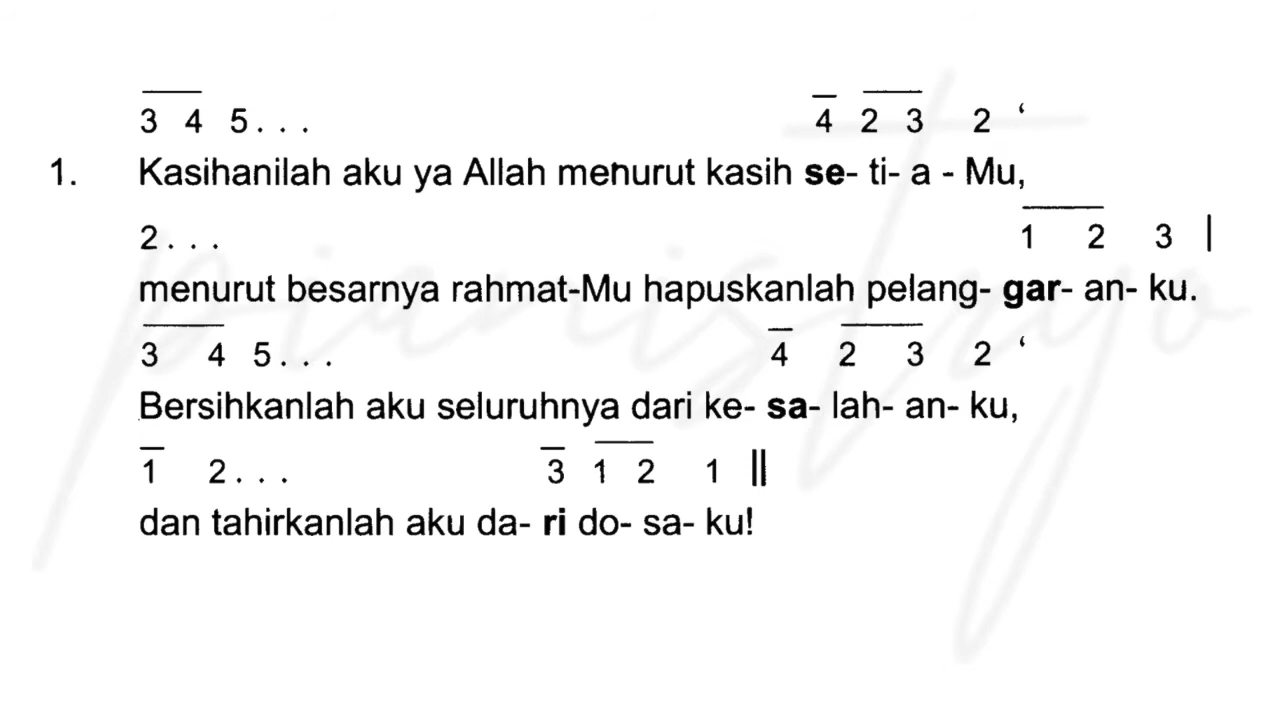 3 4 5 . . . 4 2 3 2 ‘
1. Kasihanilah aku ya Allah menurut kasih se- ti- a - Mu,
2 . . . 1 2 3 |
menurut besarnya rahmat-Mu hapuskanlah pelang- gar- an- ku.
3 4 5 . . . 4 2 3 2 ‘
Bersihkanlah aku seluruhnya dari ke- sa- lah- an- ku,
1 2 . . . 3 1 2 1 ||
dan tahirkanlah aku da- ri do- sa- ku!
pianistyo